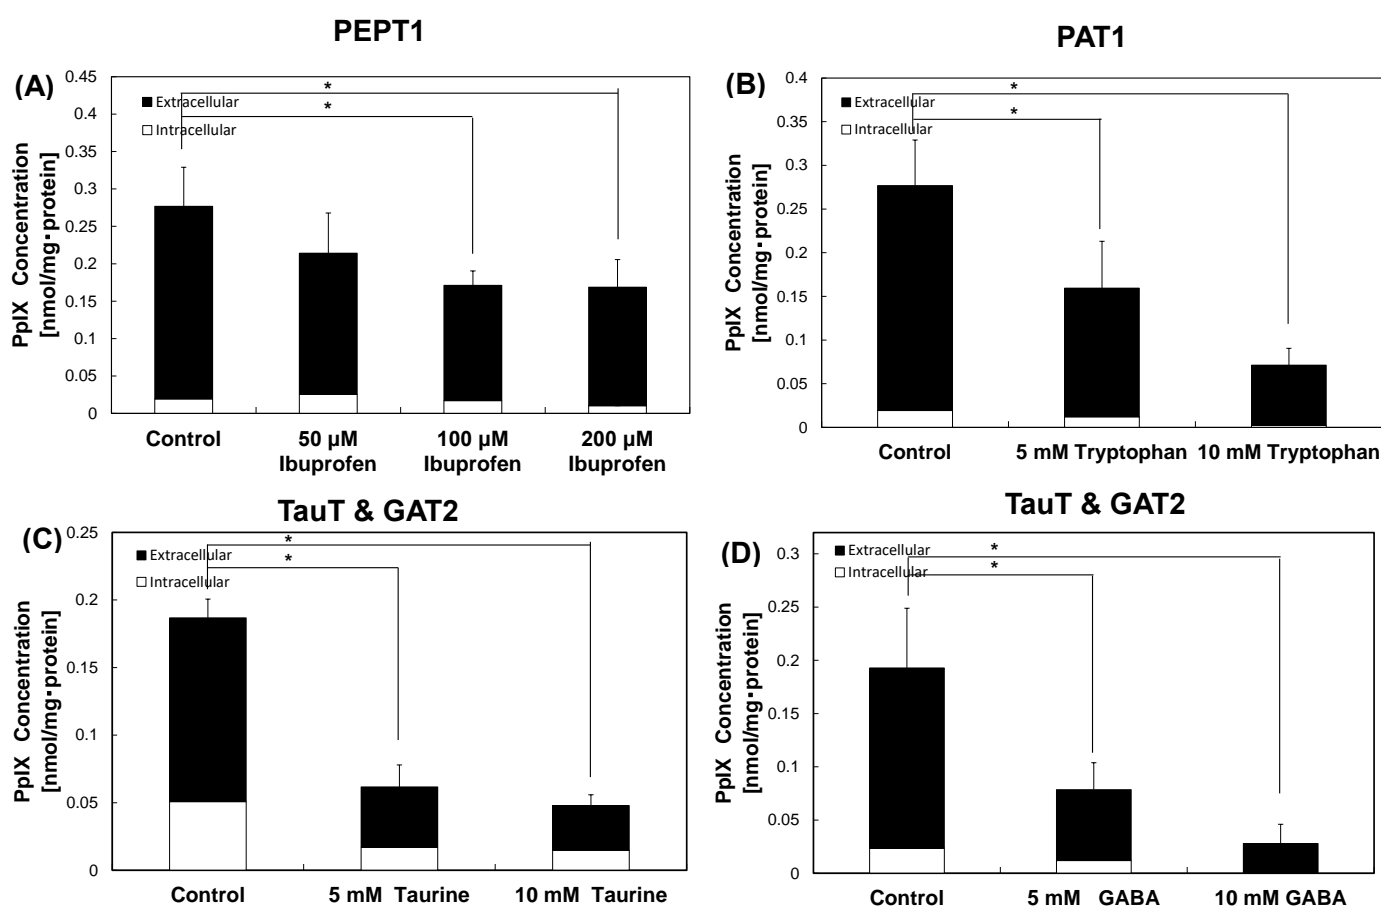 PEPT1
(A)
PpIX Concentration
[nmol/mg・protein]
0.45
0.4
0.35
0.3
0.25
0.2
0.15
0.1
0.05
0
Extracellular
Intracellular
*
*
Control
50 µM
Ibuprofen
100 µM
Ibuprofen
200 µM
Ibuprofen
PAT1
(B)
PpIX Concentration
[nmol/mg・protein]
0.4
0.35
0.3
0.25
0.2
0.15
0.1
0.05
0
Extracellular
Intracellular
*
*
Control
5 mM Tryptophan
10 mM Tryptophan
TauT & GAT2
(C)
PpIX Concentration
[nmol/mg・protein]
0.25
0.2
0.15
0.1
0.05
0
Extracellular
Intracellular
*
*
Control
5 mM Taurine
10 mM Taurine
TauT & GAT2
(D)
PpIX Concentration
[nmol/mg・protein]
0.3
0.25
0.2
0.15
0.1
0.05
0
Extracellular
Intracellular
*
*
Control
5 mM GABA
10 mM GABA